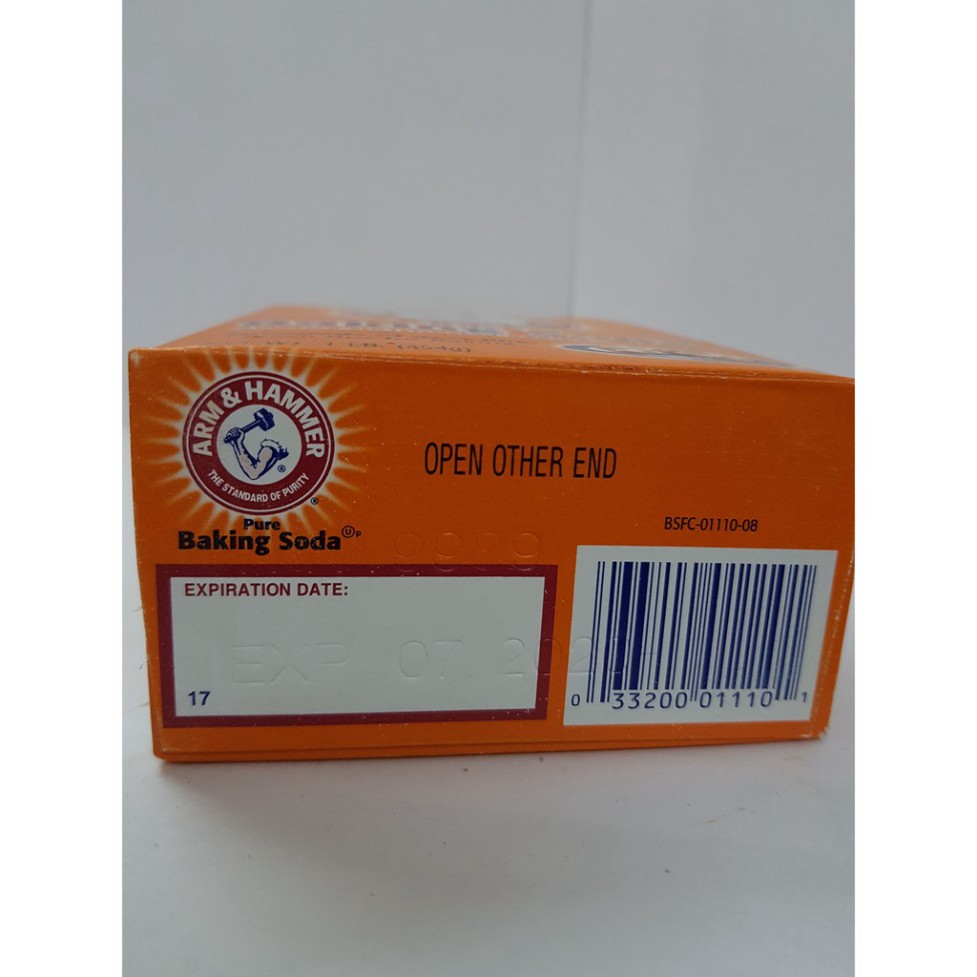 ARM & HAMMER
THE STANDARD OF PURITY
®
®
Pure
Baking Soda Ⓤp
OPEN OTHER END
BSFC-01110-08
EXPIRATION DATE:
EXP 07
17
0 33200 01110 1